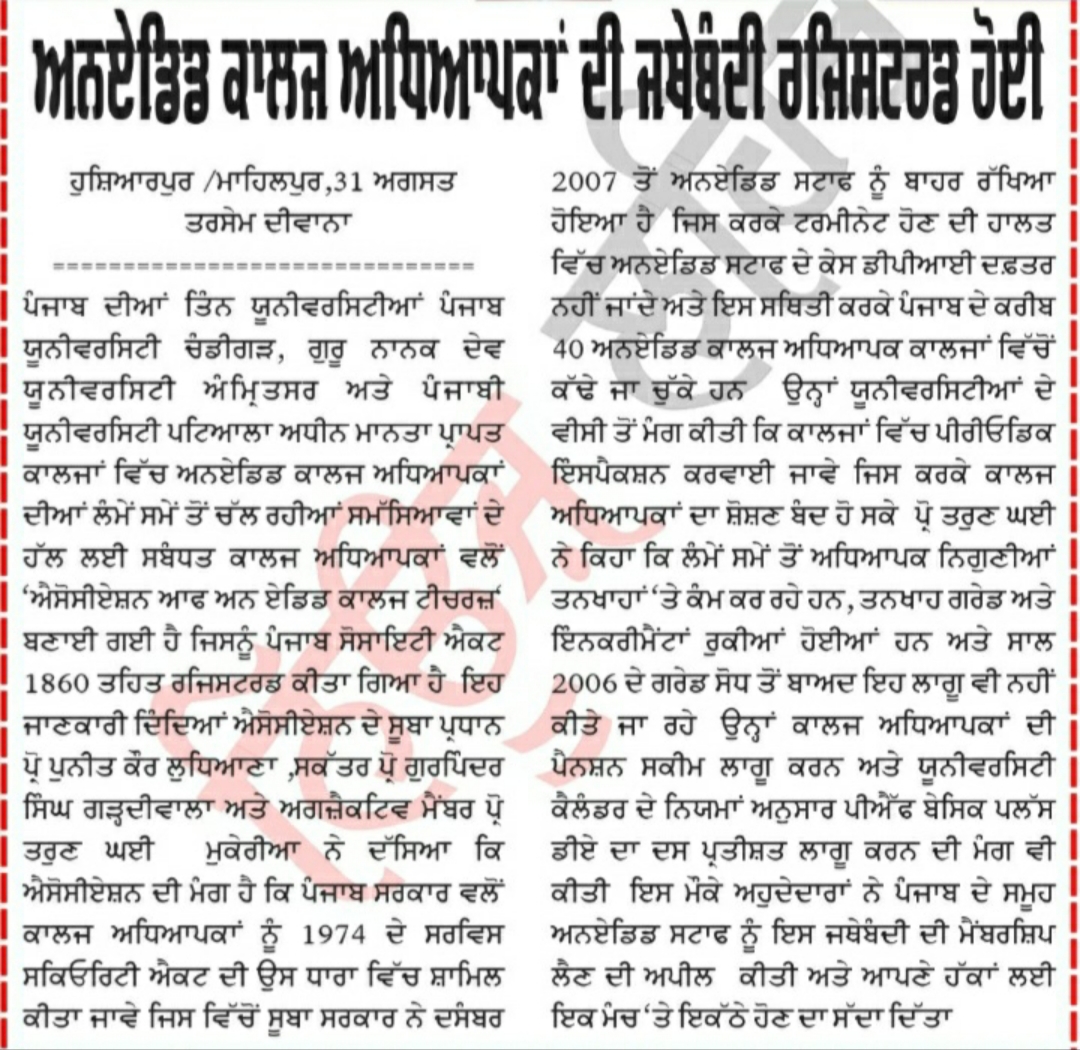 ਅਨਏਡਿਡ ਕਾਲਜ ਅਧਿਆਪਕਾਂ ਦੀ ਜਥੇਬੰਦੀ ਰਜਿਸਟਰਡ ਹੋਈ
ਹੁਸ਼ਿਆਰਪੁਰ /ਮਾਹਿਲਪੁਰ,31 ਅਗਸਤ
ਤਰਸੇਮ ਦੀਵਾਨਾ
==============================
ਪੰਜਾਬ ਦੀਆਂ ਤਿੰਨ ਯੂਨੀਵਰਸਿਟੀਆਂ ਪੰਜਾਬ
ਯੂਨੀਵਰਸਿਟੀ ਚੰਡੀਗੜ, ਗੁਰੂ ਨਾਨਕ ਦੇਵ
ਯੂਨੀਵਰਸਿਟੀ ਅੰਮ੍ਰਿਤਸਰ ਅਤੇ ਪੰਜਾਬੀ
ਯੂਨੀਵਰਸਿਟੀ ਪਟਿਆਲਾ ਅਧੀਨ ਮਾਨਤਾ ਪ੍ਰਾਪਤ
ਕਾਲਜਾਂ ਵਿੱਚ ਅਨਏਡਿਡ ਕਾਲਜ ਅਧਿਆਪਕਾਂ
ਦੀਆਂ ਲੰਮੇਂ ਸਮੇਂ ਤੋਂ ਚੱਲ ਰਹੀਆਂ ਸਮੱਸਿਆਵਾਂ ਦੇ
ਹੱਲ ਲਈ ਸਬੰਧਤ ਕਾਲਜ ਅਧਿਆਪਕਾਂ ਵਲੋਂ
‘ਐਸੋਸੀਏਸ਼ਨ ਆਫ ਅਨ ਏਡਿਡ ਕਾਲਜ ਟੀਚਰਜ਼‘
ਬਣਾਈ ਗਈ ਹੈ ਜਿਸਨੂੰ ਪੰਜਾਬ ਸੋਸਾਇਟੀ ਐਕਟ
1860 ਤਹਿਤ ਰਜਿਸਟਰਡ ਕੀਤਾ ਗਿਆ ਹੈ ਇਹ
ਜਾਣਕਾਰੀ ਦਿੰਦਿਆਂ ਐਸੋਸੀਏਸ਼ਨ ਦੇ ਸੂਬਾ ਪ੍ਰਧਾਨ
ਪ੍ਰੋ ਪੁਨੀਤ ਕੌਰ ਲੁਧਿਆਣਾ ,ਸਕੱਤਰ ਪ੍ਰੋ ਗੁਰਪਿੰਦਰ
ਸਿੰਘ ਗੜ੍ਹਦੀਵਾਲਾ ਅਤੇ ਅਗਜ਼ੈਕਟਿਵ ਮੈਂਬਰ ਪ੍ਰੋ
ਤਰੁਣ ਘਈ ਮੁਕੇਰੀਆ ਨੇ ਦੱਸਿਆ ਕਿ
ਐਸੋਸੀਏਸ਼ਨ ਦੀ ਮੰਗ ਹੈ ਕਿ ਪੰਜਾਬ ਸਰਕਾਰ ਵਲੋਂ
ਕਾਲਜ ਅਧਿਆਪਕਾਂ ਨੂੰ 1974 ਦੇ ਸਰਵਿਸ
ਸਕਿਓਰਿਟੀ ਐਕਟ ਦੀ ਉਸ ਧਾਰਾ ਵਿੱਚ ਸ਼ਾਮਿਲ
ਕੀਤਾ ਜਾਵੇ ਜਿਸ ਵਿੱਚੋਂ ਸੂਬਾ ਸਰਕਾਰ ਨੇ ਦਸੰਬਰ
2007 ਤੋਂ ਅਨਏਡਿਡ ਸਟਾਫ ਨੂੰ ਬਾਹਰ ਰੱਖਿਆ
ਹੋਇਆ ਹੈ ਜਿਸ ਕਰਕੇ ਟਰਮੀਨੇਟ ਹੋਣ ਦੀ ਹਾਲਤ
ਵਿੱਚ ਅਨਏਡਿਡ ਸਟਾਫ ਦੇ ਕੇਸ ਡੀਪੀਆਈ ਦਫ਼ਤਰ
ਨਹੀਂ ਜਾਂਦੇ ਅਤੇ ਇਸ ਸਥਿਤੀ ਕਰਕੇ ਪੰਜਾਬ ਦੇ ਕਰੀਬ
40 ਅਨਏਡਿਡ ਕਾਲਜ ਅਧਿਆਪਕ ਕਾਲਜਾਂ ਵਿੱਚੋਂ
ਕੱਢੇ ਜਾ ਚੁੱਕੇ ਹਨ ਉਨ੍ਹਾਂ ਯੂਨੀਵਰਸਿਟੀਆਂ ਦੇ
ਵੀਸੀ ਤੋਂ ਮੰਗ ਕੀਤੀ ਕਿ ਕਾਲਜਾਂ ਵਿੱਚ ਪੀਰੀਓਡਿਕ
ਇੰਸਪੈਕਸ਼ਨ ਕਰਵਾਈ ਜਾਵੇ ਜਿਸ ਕਰਕੇ ਕਾਲਜ
ਅਧਿਆਪਕਾਂ ਦਾ ਸ਼ੋਸ਼ਣ ਬੰਦ ਹੋ ਸਕੇ ਪ੍ਰੋ ਤਰੁਣ ਘਈ
ਨੇ ਕਿਹਾ ਕਿ ਲੰਮੇਂ ਸਮੇਂ ਤੋਂ ਅਧਿਆਪਕ ਨਿਗੁਣੀਆਂ
ਤਨਖਾਹਾਂ ‘ਤੇ ਕੰਮ ਕਰ ਰਹੇ ਹਨ, ਤਨਖਾਹ ਗਰੇਡ ਅਤੇ
ਇਨਕਰੀਮੈਂਟਾਂ ਰੁਕੀਆਂ ਹੋਈਆਂ ਹਨ ਅਤੇ ਸਾਲ
2006 ਦੇ ਗਰੇਡ ਸੋਧ ਤੋਂ ਬਾਅਦ ਇਹ ਲਾਗੂ ਵੀ ਨਹੀਂ
ਕੀਤੇ ਜਾ ਰਹੇ ਉਨ੍ਹਾਂ ਕਾਲਜ ਅਧਿਆਪਕਾਂ ਦੀ
ਪੈਨਸ਼ਨ ਸਕੀਮ ਲਾਗੂ ਕਰਨ ਅਤੇ ਯੂਨੀਵਰਸਿਟੀ
ਕੈਲੰਡਰ ਦੇ ਨਿਯਮਾਂ ਅਨੁਸਾਰ ਪੀਐੱਫ ਬੇਸਿਕ ਪਲੱਸ
ਡੀਏ ਦਾ ਦਸ ਪ੍ਰਤੀਸ਼ਤ ਲਾਗੂ ਕਰਨ ਦੀ ਮੰਗ ਵੀ
ਕੀਤੀ ਇਸ ਮੌਕੇ ਅਹੁਦੇਦਾਰਾਂ ਨੇ ਪੰਜਾਬ ਦੇ ਸਮੂਹ
ਅਨਏਡਿਡ ਸਟਾਫ ਨੂੰ ਇਸ ਜਥੇਬੰਦੀ ਦੀ ਮੈਂਬਰਸ਼ਿਪ
ਲੈਣ ਦੀ ਅਪੀਲ ਕੀਤੀ ਅਤੇ ਆਪਣੇ ਹੱਕਾਂ ਲਈ
ਇਕ ਮੰਚ ‘ਤੇ ਇਕੱਠੇ ਹੋਣ ਦਾ ਸੱਦਾ ਦਿੱਤਾ